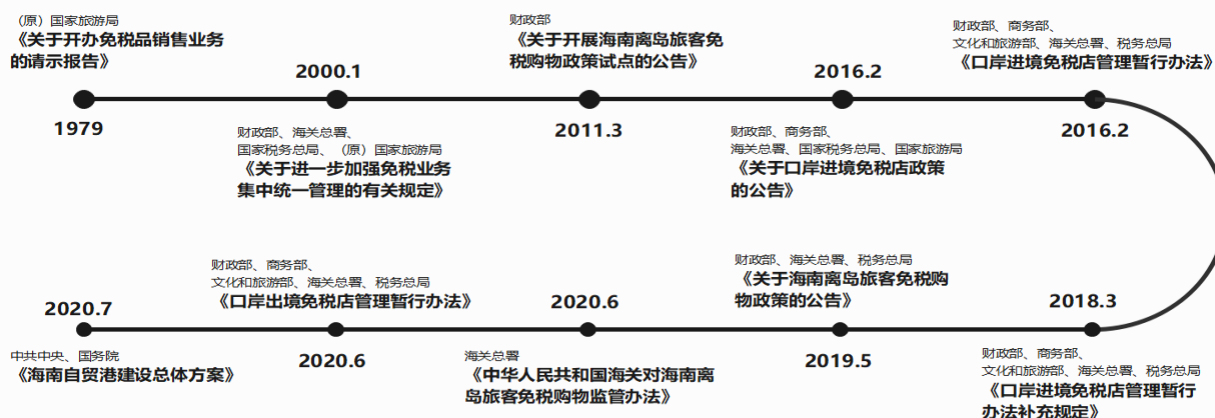 （原）国家旅游局
《关于开办免税品销售业务
的请示报告》
1979
2000.1
财政部、海关总署、
国家税务总局、（原）国家旅游局
《关于进一步加强免税业务
集中统一管理的有关规定》
财政部
《关于开展海南离岛旅客免
税购物政策试点的公告》
2011.3
2016.2
财政部、商务部、
海关总署、国家税务总局、国家旅游局
《关于口岸进境免税店政策
的公告》
财政部、商务部、
文化和旅游部、海关总署、税务总局
《口岸进境免税店管理暂行办法》
2016.2
2018.3
财政部、商务部、
文化和旅游部、海关总署、税务总局
《口岸进境免税店管理暂行
办法补充规定》
财政部、海关总署、税务总局
《关于海南离岛旅客免税购
物政策的公告》
2019.5
2020.6
海关总署
《中华人民共和国海关对海南离
岛旅客免税购物监管办法》
财政部、商务部、
文化和旅游部、海关总署、税务总局
《口岸出境免税店管理暂行办法》
2020.6
2020.7
中共中央、国务院
《海南自贸港建设总体方案》